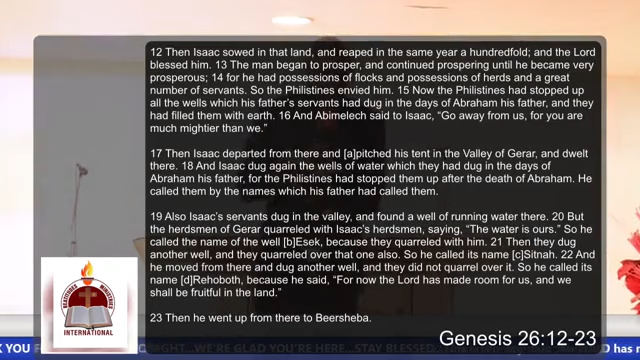 12 Then Isaac sowed in that land, and reaped in the same year a hundredfold; and the Lord
blessed him. 13 The man began to prosper, and continued prospering until he became very
prosperous; 14 for he had possessions of flocks and possessions of herds and a great
number of servants. So the Philistines envied him. 15 Now the Philistines had stopped up
all the wells which his father’s servants had dug in the days of Abraham his father, and they
had filled them with earth. 16 And Abimelech said to Isaac, “Go away from us, for you are
much mightier than we.”
17 Then Isaac departed from there and [a]pitched his tent in the Valley of Gerar, and dwelt
there. 18 And Isaac dug again the wells of water which they had dug in the days of
Abraham his father, for the Philistines had stopped them up after the death of Abraham. He
called them by the names which his father had called them.
19 Also Isaac’s servants dug in the valley, and found a well of running water there. 20 But
the herdsmen of Gerar quarreled with Isaac’s herdsmen, saying, “The water is ours.” So he
called the name of the well [b]Esek, because they quarreled with him. 21 Then they dug
another well, and they quarreled over that one also. So he called its name [c]Sitnah. 22 And
he moved from there and dug another well, and they did not quarrel over it. So he called its
name [d]Rehoboth, because he said, “For now the Lord has made room for us, and we
shall be fruitful in the land.”
23 Then he went up from there to Beersheba.
INTERNATIONAL
Genesis 26:12-23